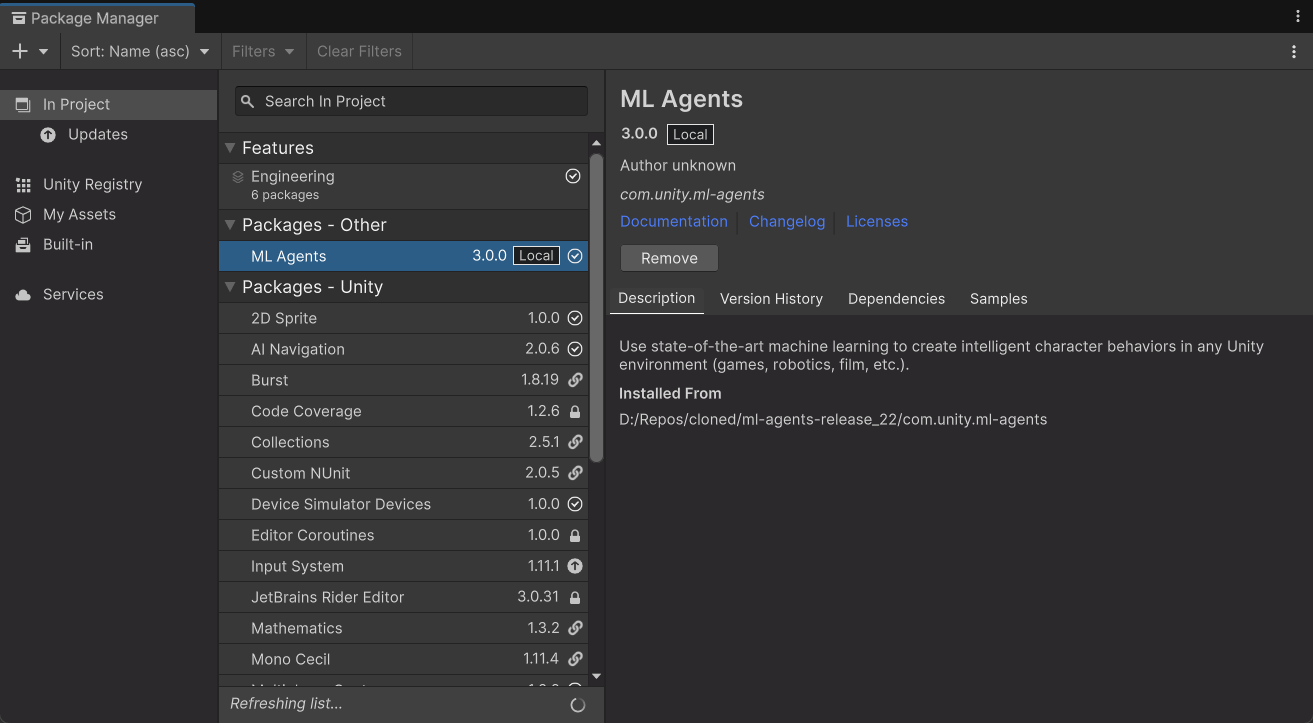 Package Manager
Sort: Name (asc)
Filters
Clear Filters
In Project
Updates
Unity Registry
My Assets
Built-in
Services
Search In Project
Features
Engineering
6 packages
Packages - Other
ML Agents 3.0.0 Local
Packages - Unity
2D Sprite 1.0.0
AI Navigation 2.0.6
Burst 1.8.19
Code Coverage 1.2.6
Collections 2.5.1
Custom NUnit 2.0.5
Device Simulator Devices 1.0.0
Editor Coroutines 1.0.0
Input System 1.11.1
JetBrains Rider Editor 3.0.31
Mathematics 1.3.2
Mono Cecil 1.11.4
Refreshing list...
ML Agents
3.0.0 Local
Author unknown
com.unity.ml-agents
Documentation Changelog Licenses
Remove
Description Version History Dependencies Samples
Use state-of-the-art machine learning to create intelligent character behaviors in any Unity
environment (games, robotics, film, etc.).
Installed From
D:/Repos/cloned/ml-agents-release_22/com.unity.ml-agents